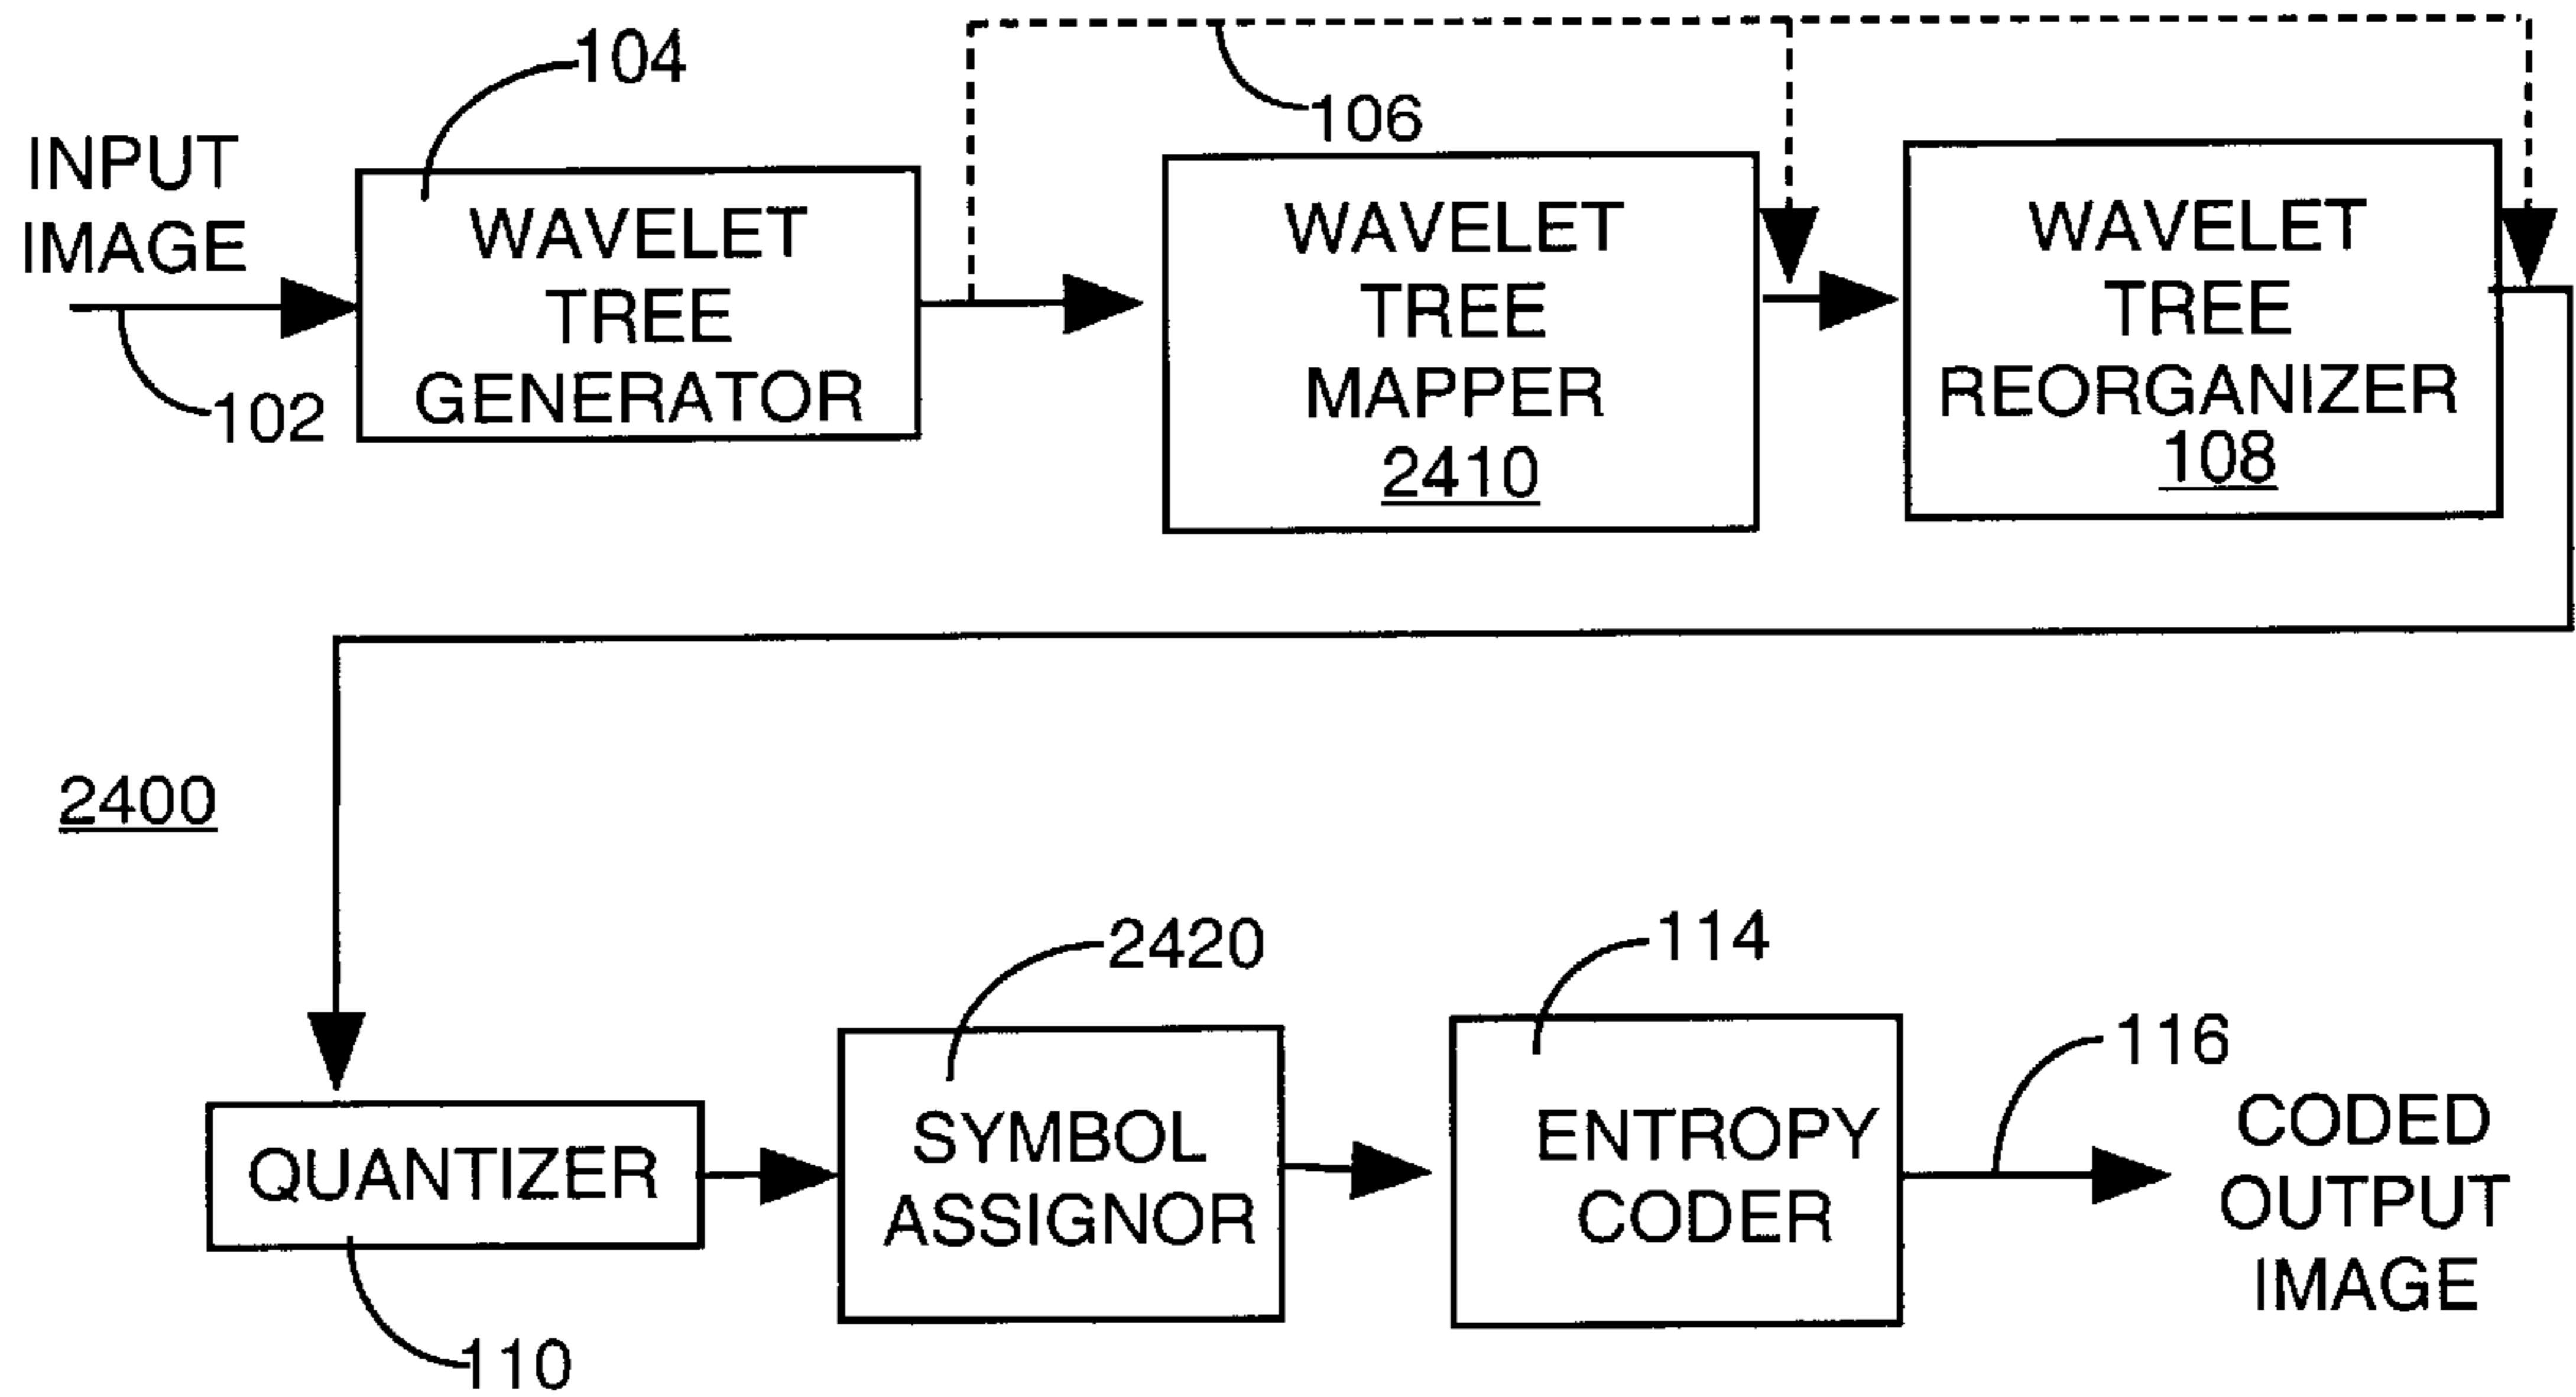 104
106
INPUT
IMAGE
102
WAVELET
TREE
GENERATOR
WAVELET
TREE
MAPPER
2410
WAVELET
TREE
REORGANIZER
108
2400
2420
114
116
QUANTIZER
110
SYMBOL
ASSIGNOR
ENTROPY
CODER
CODED
OUTPUT
IMAGE